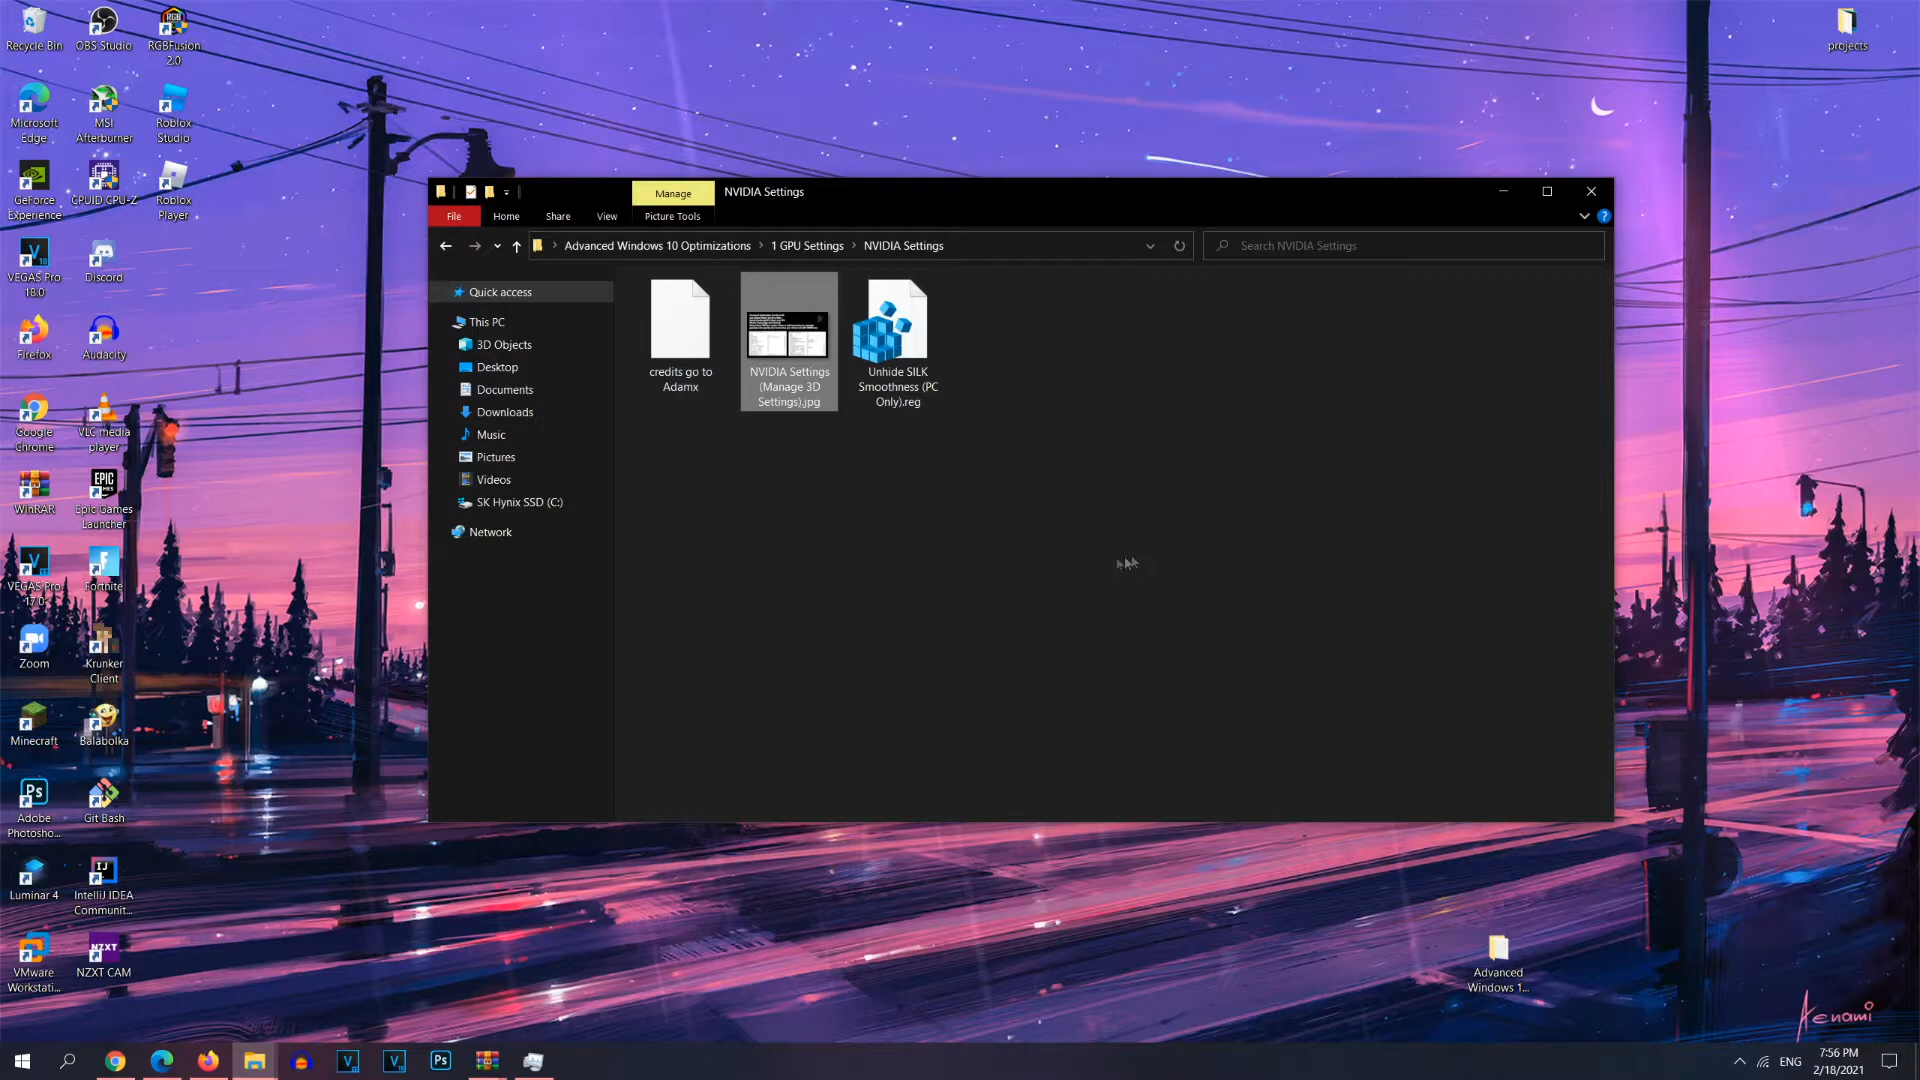 Recycle Bin
OBS Studio
RGBFusion
2.0
projects
Microsoft
Edge
MSI
Afterburner
Roblox
Studio
GeForce
Experience
CPUID CPU-Z
Roblox
Player
VEGAS Pro
18.0
Discord
Firefox
Audacity
Google
Chrome
VLC media
player
WinRAR
Epic Games
Launcher
VEGAS Pro
17.0
Fortnite
Zoom
Krunker
Client
Minecraft
Balabolka
Adobe
Photosho...
Git Bash
Luminar 4
IntelliJ IDEA
Communit...
VMware
Workstati...
NZXT CAM
Manage
NVIDIA Settings
File
Home
Share
View
Picture Tools
Advanced Windows 10 Optimizations
1 GPU Settings
NVIDIA Settings
Search NVIDIA Settings
Quick access
This PC
3D Objects
Desktop
Documents
Downloads
Music
Pictures
Videos
SK Hynix SSD (C:)
Network
credits go to
Adamx
NVIDIA Settings
(Manage 3D
Settings).jpg
Unhide SILK
Smoothness (PC
Only).reg
Advanced
Windows 1...
Aenami
ENG
7:56 PM
2/18/2021